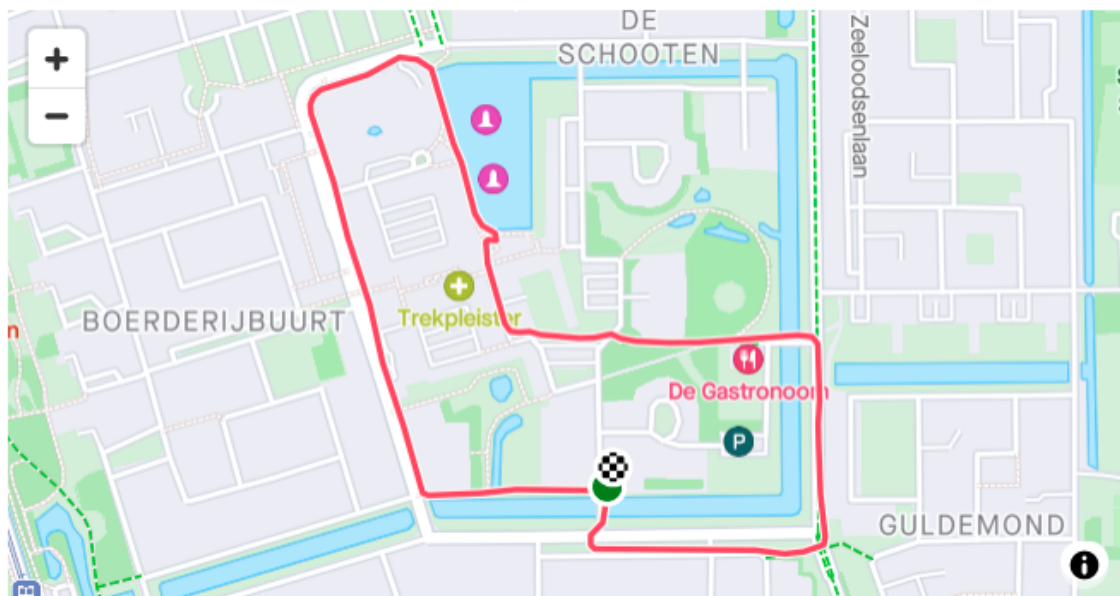 +
−
DE
SCHOOTEN
Zeeloodsenlaan
BOERDERIJBUURT
Trekpleister
De Gastronoom
P
GULDEMOND